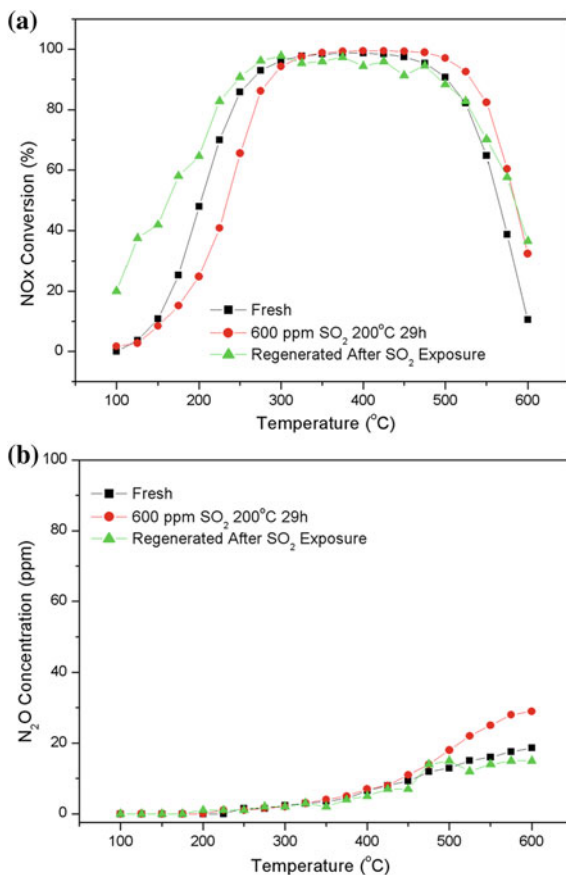 (a)
100
80
60
40
20
0
NOx Conversion (%)
Fresh
600 ppm SO₂ 200°C 29h
Regenerated After SO₂ Exposure
100 200 300 400 500 600
Temperature (°C)
(b)
100
80
60
40
20
0
N₂O Concentration (ppm)
Fresh
600 ppm SO₂ 200°C 29h
Regenerated After SO₂ Exposure
100 200 300 400 500 600
Temperature (°C)